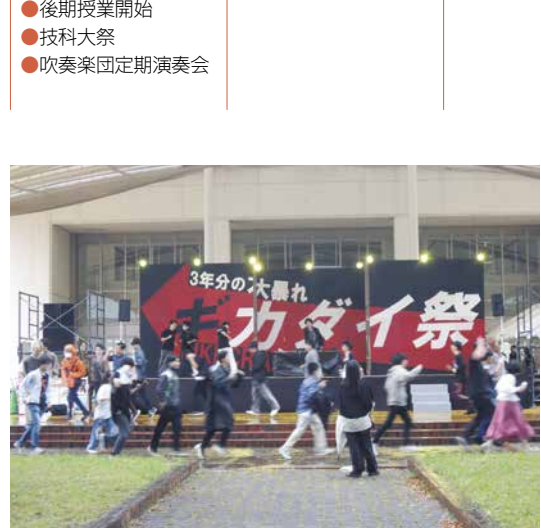 ●後期授業開始
●技科大祭
●吹奏楽団定期演奏会
3年分の大暴れ
ギカダイ祭